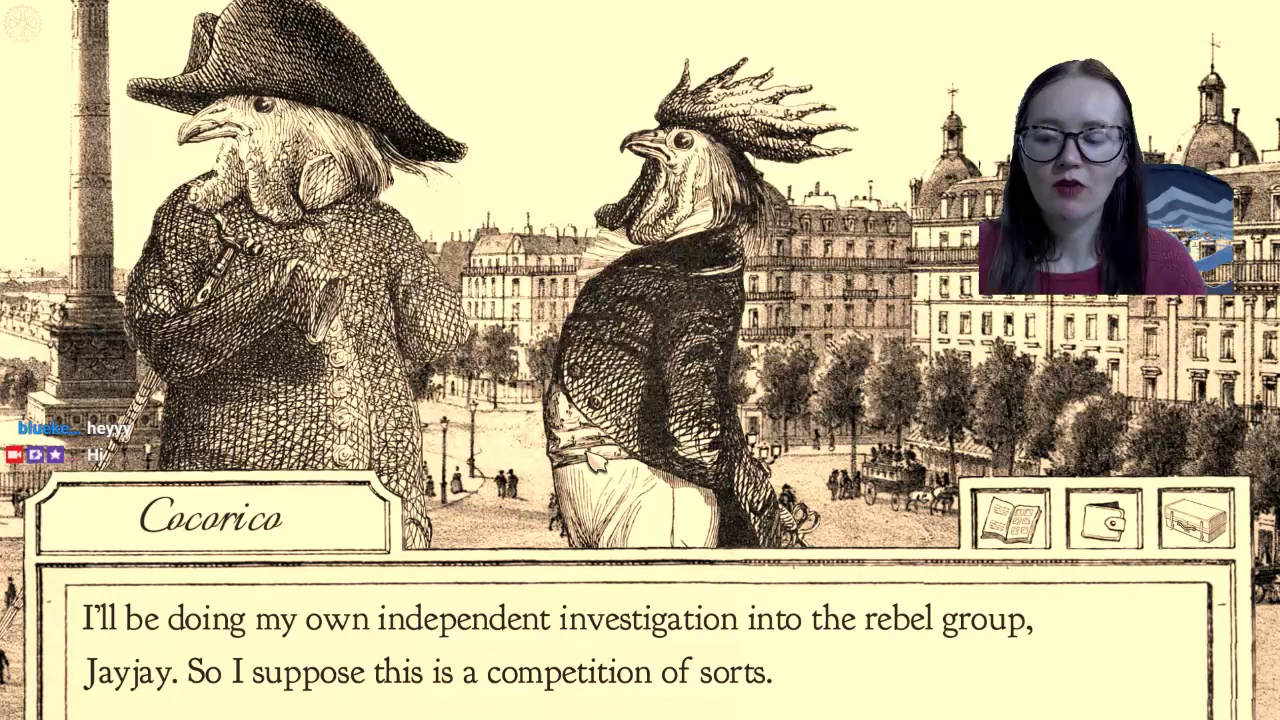 blueke... heyyy
Hi
Cocorico
I'll be doing my own independent investigation into the rebel group,
Jayjay. So I suppose this is a competition of sorts.